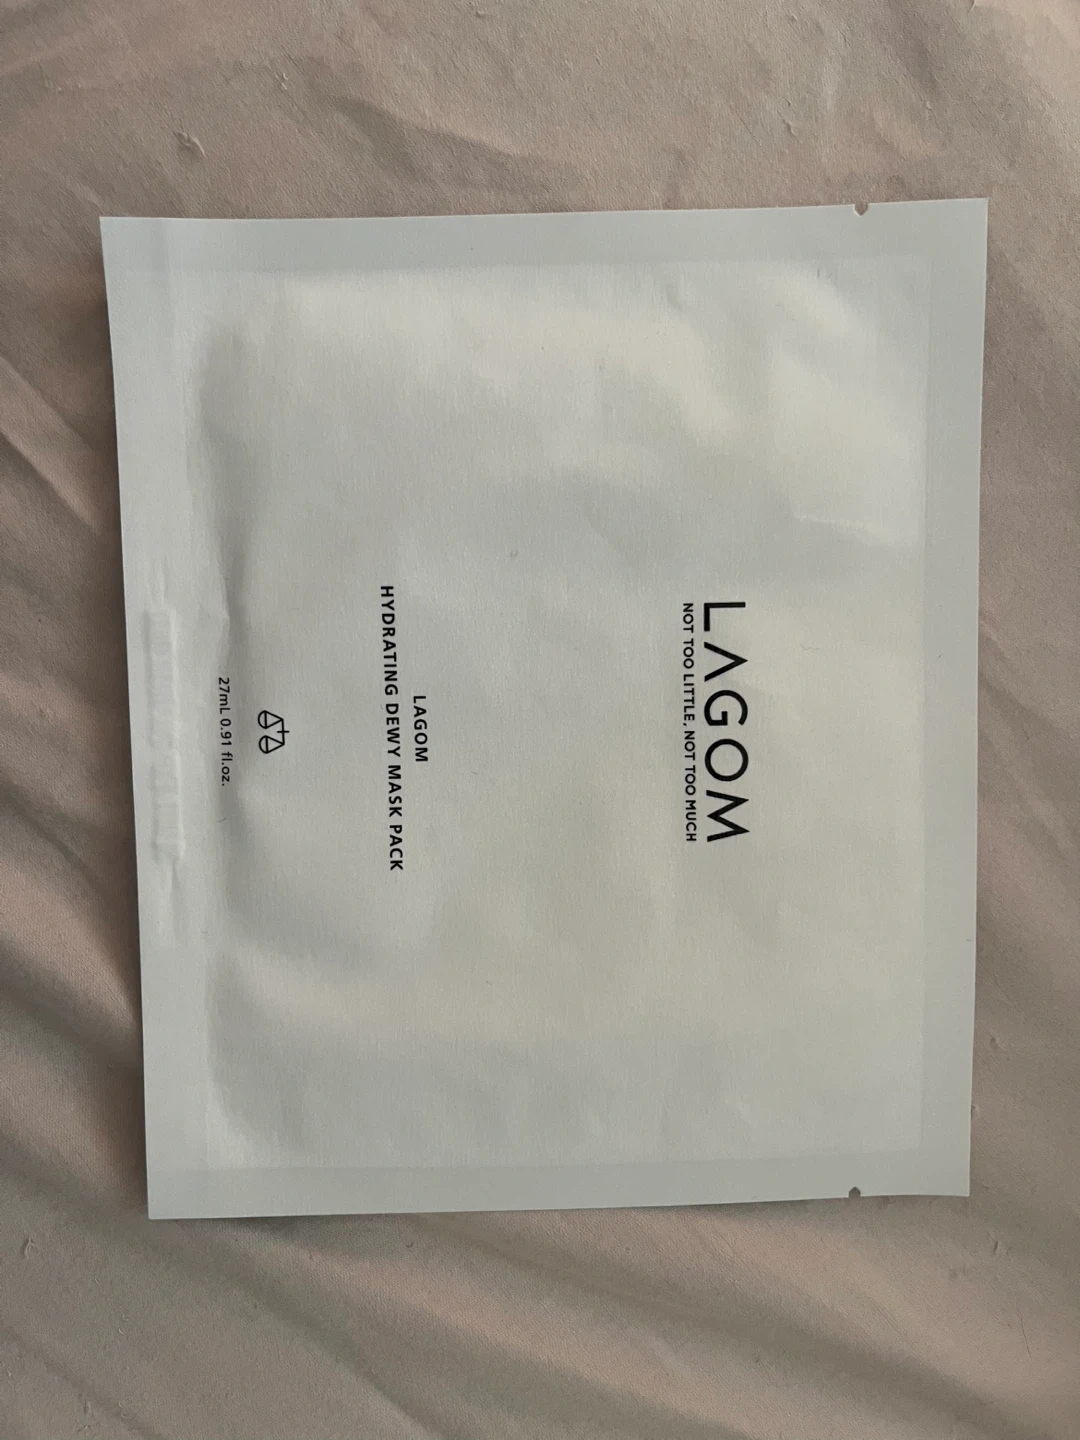 LAGOM
NOT TOO LITTLE, NOT TOO MUCH
LAGOM
HYDRATING DEWY MASK PACK
27mL 0.91 fl.oz.